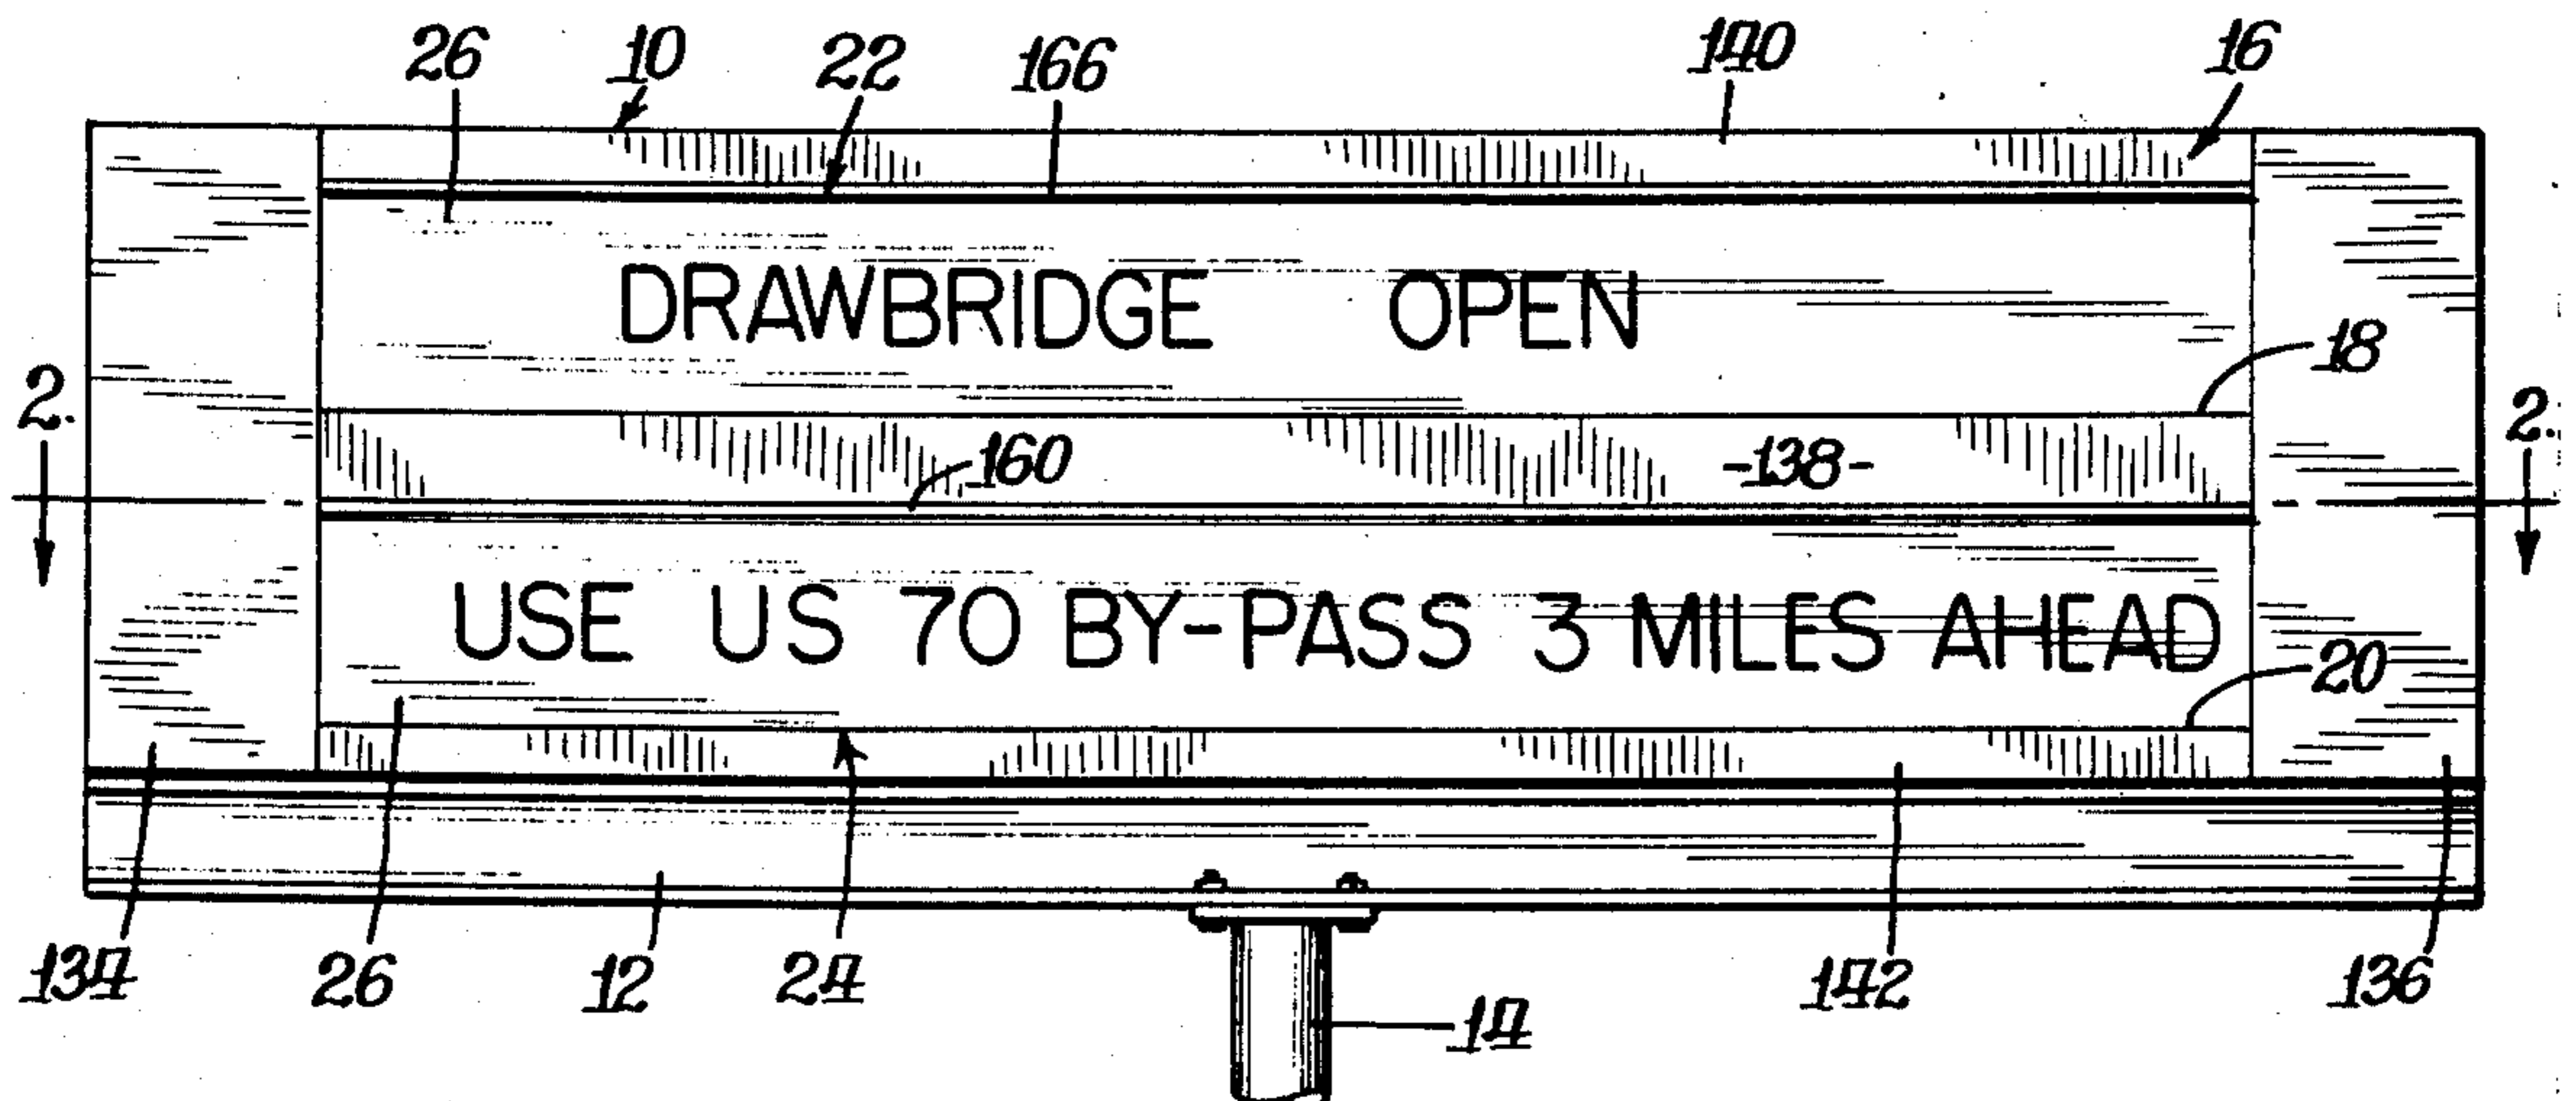 26 10 22 166 140 16
DRAWBRIDGE OPEN
18
2. 2.
160 -138-
USE US 70 BY-PASS 3 MILES AHEAD
20
134 26 12 24 142 136
14